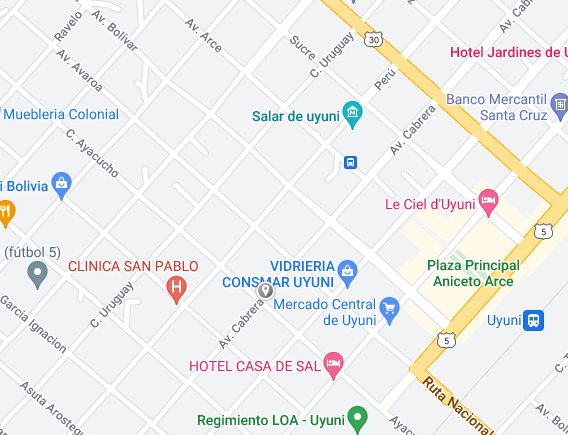 Ravelo
Av. Bolivar
Av. Arce
Sucre
C. Uruguay
30
Hotel Jardines de U
Av. Avaroa
Perú
Muebleria Colonial
Salar de uyuni
Banco Mercantil
Santa Cruz
Av. Cabrera
C. Ayacucho
i Bolivia
Le Ciel d'Uyuni
5
(fútbol 5)
CLINICA SAN PABLO
VIDRIERIA
CONSMAR UYUNI
Plaza Principal
Aniceto Arce
H
Garcia Ignacion
C. Uruguay
Av. Cabrera
Mercado Central
de Uyuni
Uyuni
5
HOTEL CASA DE SAL
C. T
Asuta Arosteg
Ruta Nacional
Regimiento LOA - Uyuni
Ayac
Av. Bo